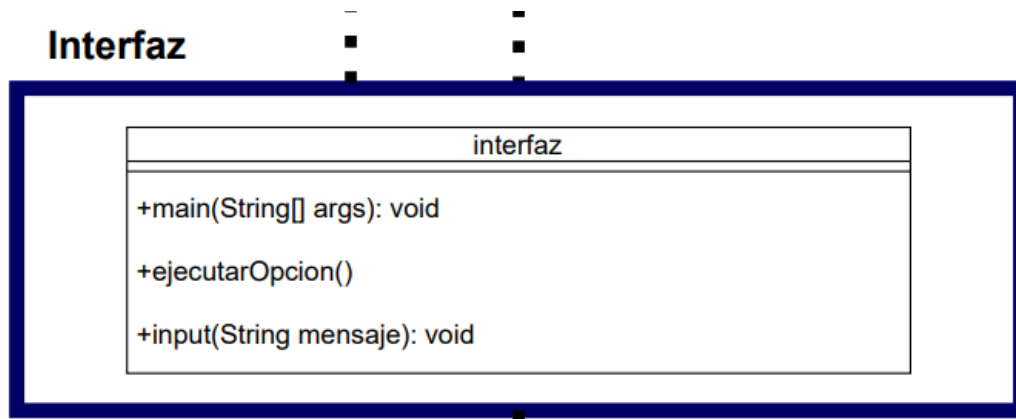 Interfaz
interfaz
+main(String[] args): void
+ejecutarOpcion()
+input(String mensaje): void